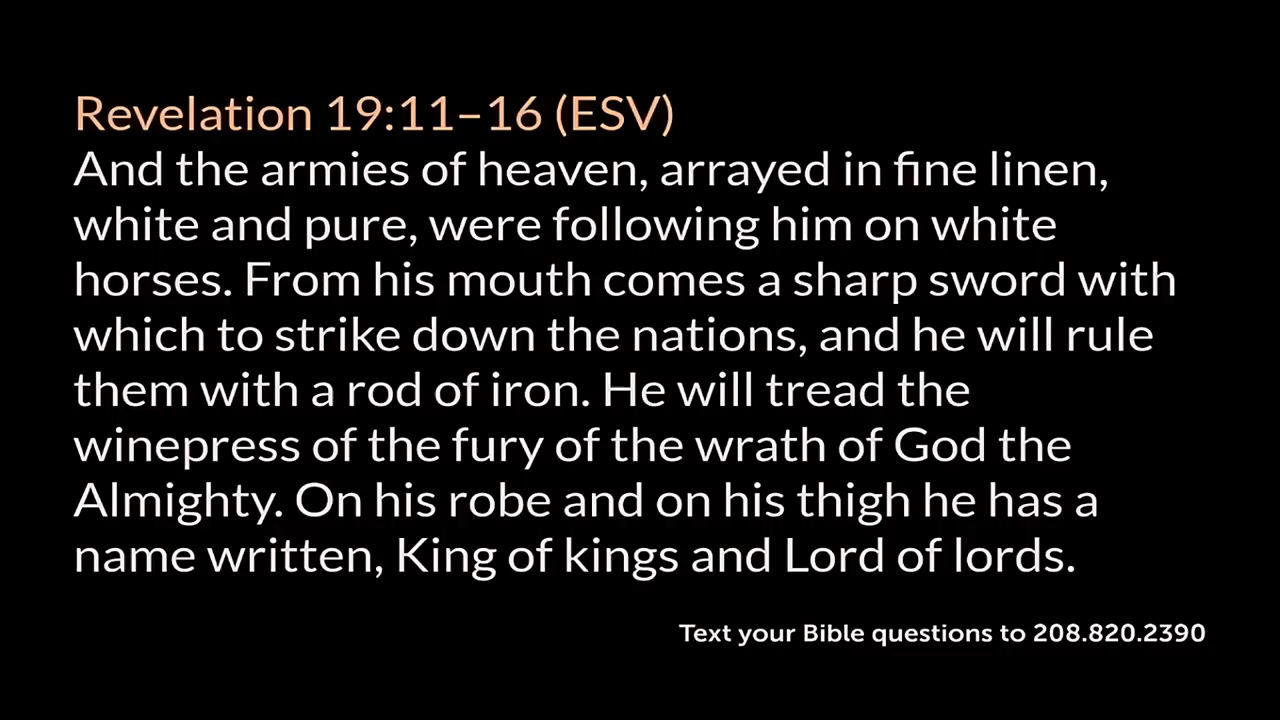 Revelation 19:11–16 (ESV)
And the armies of heaven, arrayed in fine linen,
white and pure, were following him on white
horses. From his mouth comes a sharp sword with
which to strike down the nations, and he will rule
them with a rod of iron. He will tread the
winepress of the fury of the wrath of God the
Almighty. On his robe and on his thigh he has a
name written, King of kings and Lord of lords.
Text your Bible questions to 208.820.2390